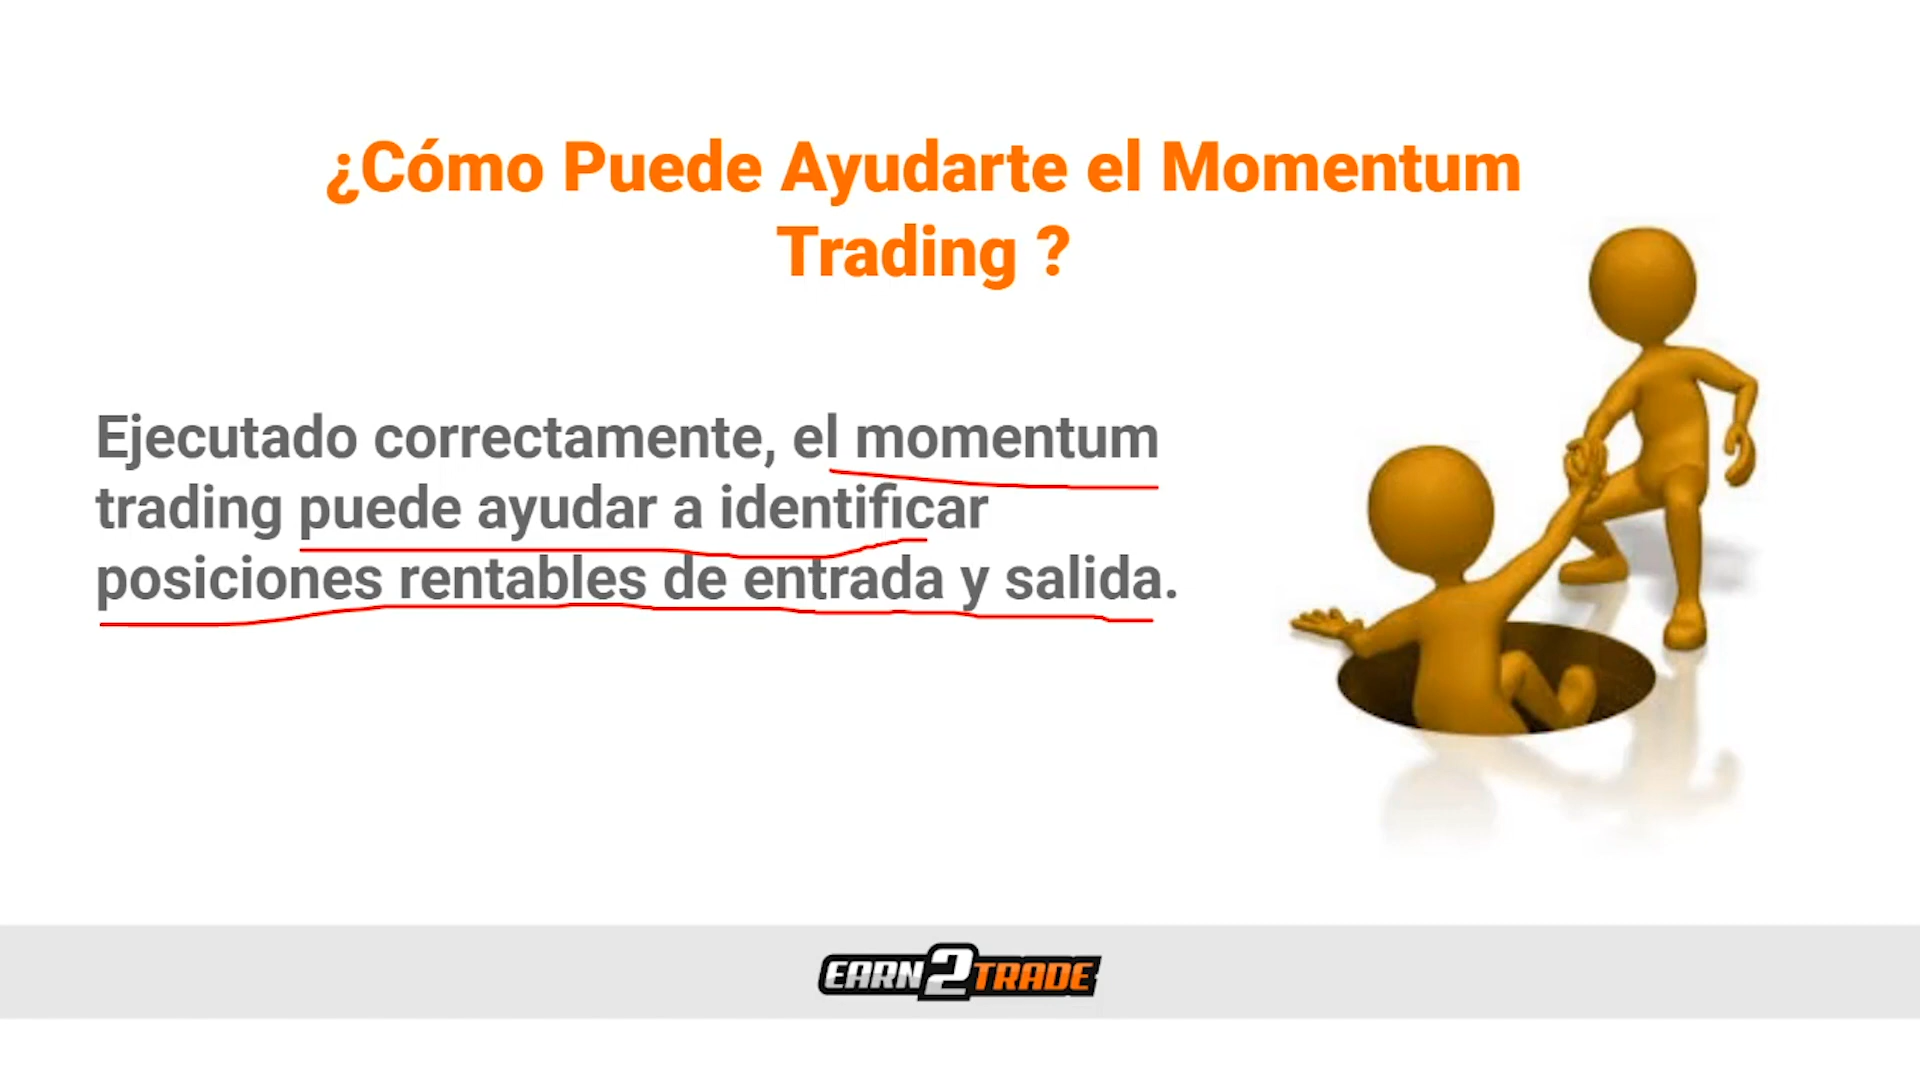 ¿Cómo Puede Ayudarte el Momentum
Trading ?
Ejecutado correctamente, el momentum
trading puede ayudar a identificar
posiciones rentables de entrada y salida.
EARN2TRADE